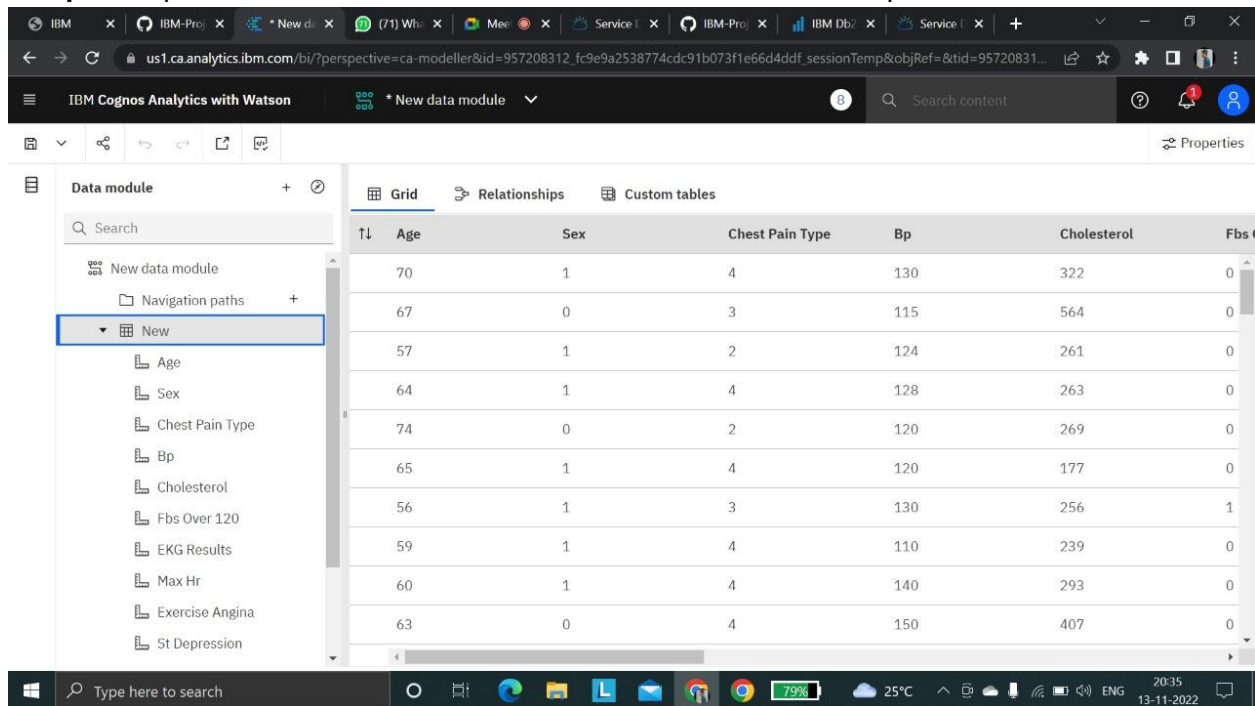 IBM IBM-Proj * New da (71) Wha Mee Service I IBM-Proj IBM Db2 Service I
us1.ca.analytics.ibm.com/bi/?perspective=ca-modeller&id=957208312_fc9e9a2538774cdc91b073f1e66d4ddf_sessionTemp&objRef=&tid=95720831...
IBM Cognos Analytics with Watson * New data module 8 Search content 1
Properties
Data module
Search
New data module
Navigation paths
New
Age
Sex
Chest Pain Type
Bp
Cholesterol
Fbs Over 120
EKG Results
Max Hr
Exercise Angina
St Depression
Grid Relationships Custom tables
Age Sex Chest Pain Type Bp Cholesterol Fbs
70 1 4 130 322 0
67 0 3 115 564 0
57 1 2 124 261 0
64 1 4 128 263 0
74 0 2 120 269 0
65 1 4 120 177 0
56 1 3 130 256 1
59 1 4 110 239 0
60 1 4 140 293 0
63 0 4 150 407 0
Type here to search L 79% 25°C ENG 20:35
13-11-2022